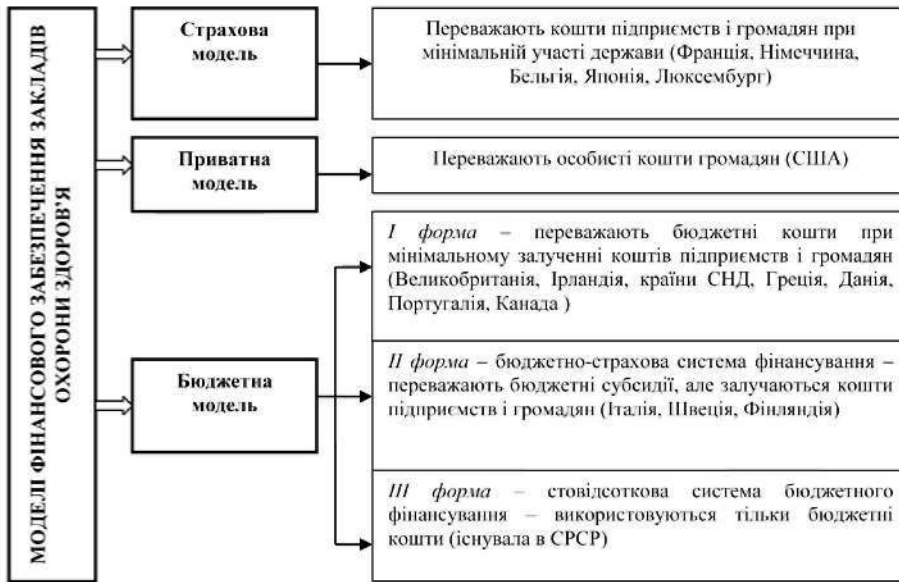 МОДЕЛІ ФІНАНСОВОГО ЗАБЕЗПЕЧЕННЯ ЗАКЛАДІВ
ОХОРОНИ ЗДОРОВ'Я
Страхова
модель
Переважають кошти підприємств і громадян при
мінімальній участі держави (Франція, Німеччина,
Бельгія, Японія, Люксембург)
Приватна
модель
Переважають особисті кошти громадян (США)
Бюджетна
модель
I форма – переважають бюджетні кошти при
мінімальному залученні коштів підприємств і громадян
(Великобританія, Ірландія, країни СНД, Греція, Данія,
Португалія, Канада )
II форма – бюджетно-страхова система фінансування –
переважають бюджетні субсидії, але залучаються кошти
підприємств і громадян (Італія, Швеція, Фінляндія)
III форма – стовідсоткова система бюджетного
фінансування – використовуються тільки бюджетні
кошти (існувала в СРСР)